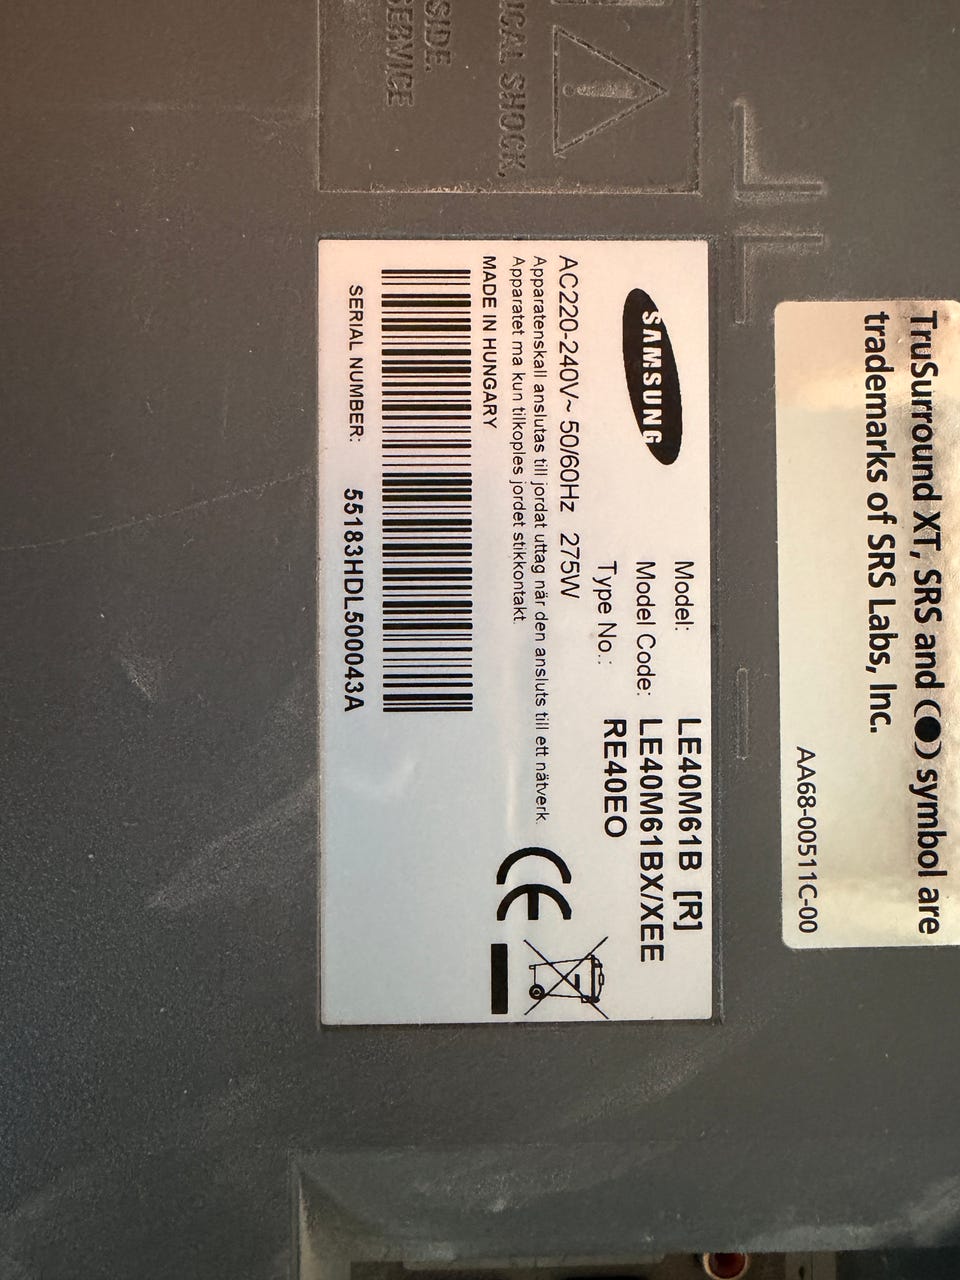 ICAL SHOCK,
SIDE.
SERVICE
TruSurround XT, SRS and (●) symbol are
trademarks of SRS Labs, Inc.
AA68-00511C-00
SAMSUNG
Model: LE40M61B [R]
Model Code: LE40M61BX/XEE
Type No.: RE40EO
AC220-240V~ 50/60Hz 275W
Apparatenskall anslutas till jordat uttag när den ansluts till ett nätverk.
Apparatet ma kun tilkoples jordet stikkontakt.
MADE IN HUNGARY
SERIAL NUMBER: 55183HDL500043A
CE